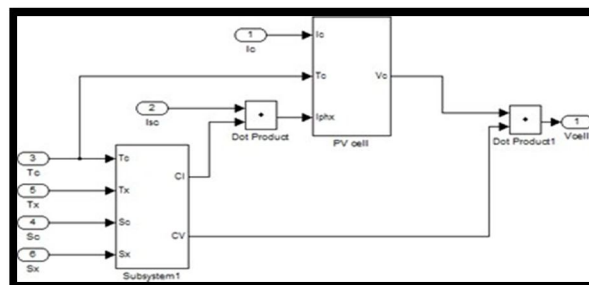 1
Ic
Ic
Tc
Iphx
Vc
PV cell
2
Isc
Dot Product
Dot Product1
1
Vcell
3
Tc
5
Tx
4
Sc
6
Sx
Tc
Tx
Sc
Sx
CI
CV
Subsystem1